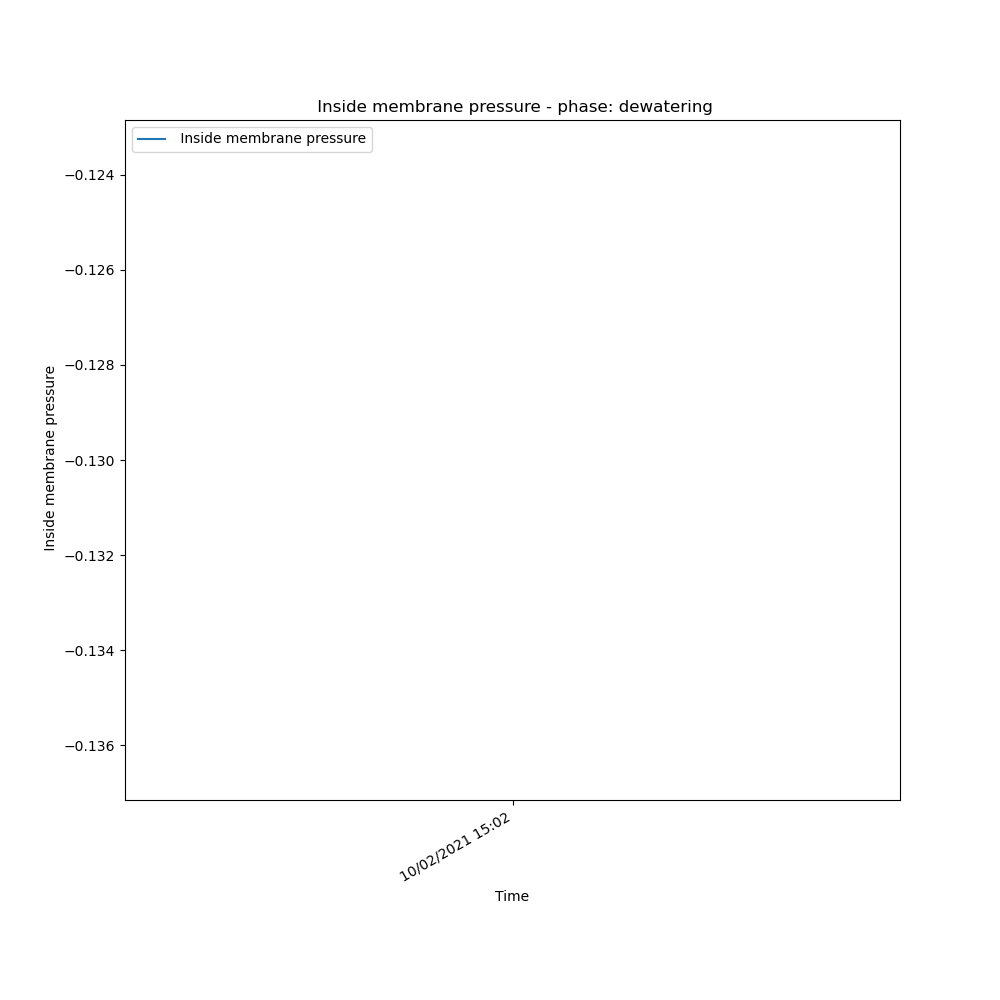 Inside membrane pressure - phase: dewatering
Inside membrane pressure
−0.124
−0.126
−0.128
−0.130
−0.132
−0.134
−0.136
Inside membrane pressure
10/02/2021 15:02
Time